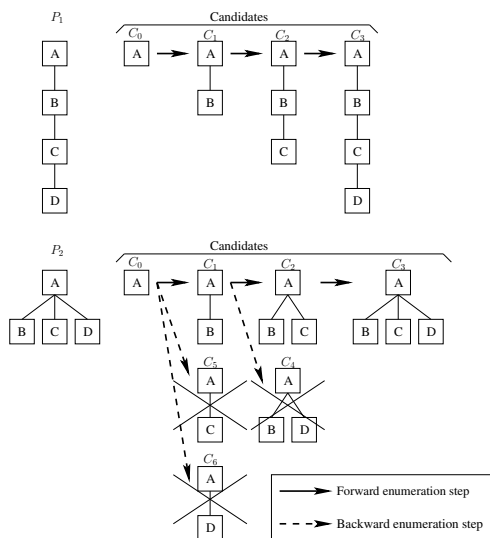 P1 Candidates
C0 C1 C2 C3
A A A A A
B B B B
C C C
D D
P2 Candidates
C0 C1 C2 C3
A A A A A
B C D B B C B C D
C5 C4
A A
C B D
C6
A
D
Forward enumeration step
Backward enumeration step